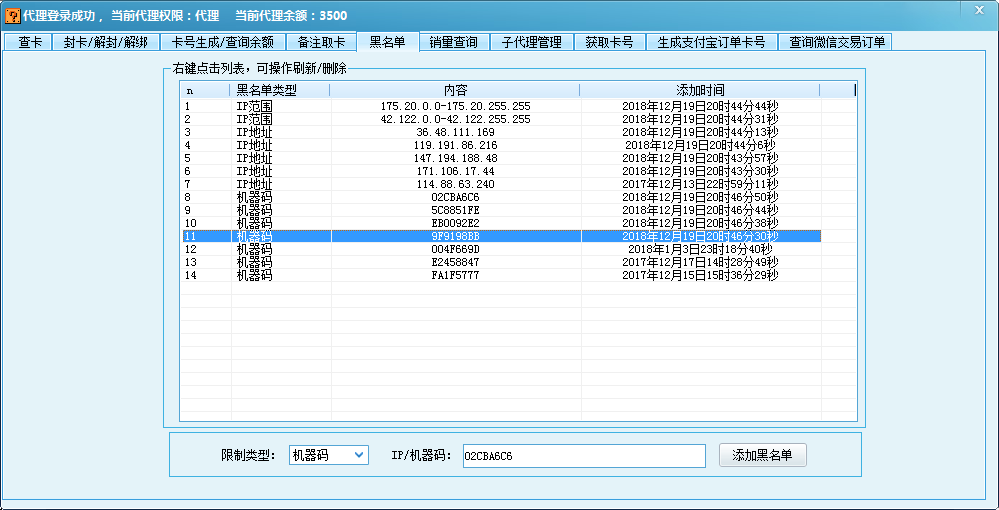 代理登录成功 ,  当前代理权限:代理    当前代理余额:3500
查卡 封卡/解封/解绑 卡号生成/查询余额 备注取卡 黑名单 销量查询 子代理管理 获取卡号 生成支付宝订单卡号 查询微信交易订单
右键点击列表, 可操作刷新/删除
n 黑名单类型 内容 添加时间
1 IP范围 175.20.0.0-175.20.255.255 2018年12月19日20时44分44秒
2 IP范围 42.122.0.0-42.122.255.255 2018年12月19日20时44分31秒
3 IP地址 36.48.111.169 2018年12月19日20时44分13秒
4 IP地址 119.191.86.216 2018年12月19日20时44分6秒
5 IP地址 147.194.188.48 2018年12月19日20时43分57秒
6 IP地址 171.106.17.44 2018年12月19日20时43分30秒
7 IP地址 114.88.63.240 2017年12月13日22时59分11秒
8 机器码 02CBA6C6 2018年12月19日20时46分50秒
9 机器码 5C8851FE 2018年12月19日20时46分44秒
10 机器码 EB0092E2 2018年12月19日20时46分38秒
11 机器码 9F9198BB 2018年12月19日20时46分30秒
12 机器码 004F669D 2018年1月3日23时18分40秒
13 机器码 E2458847 2017年12月17日14时28分49秒
14 机器码 FA1F5777 2017年12月15日15时36分29秒
限制类型: 机器码 IP/机器码: 02CBA6C6 添加黑名单